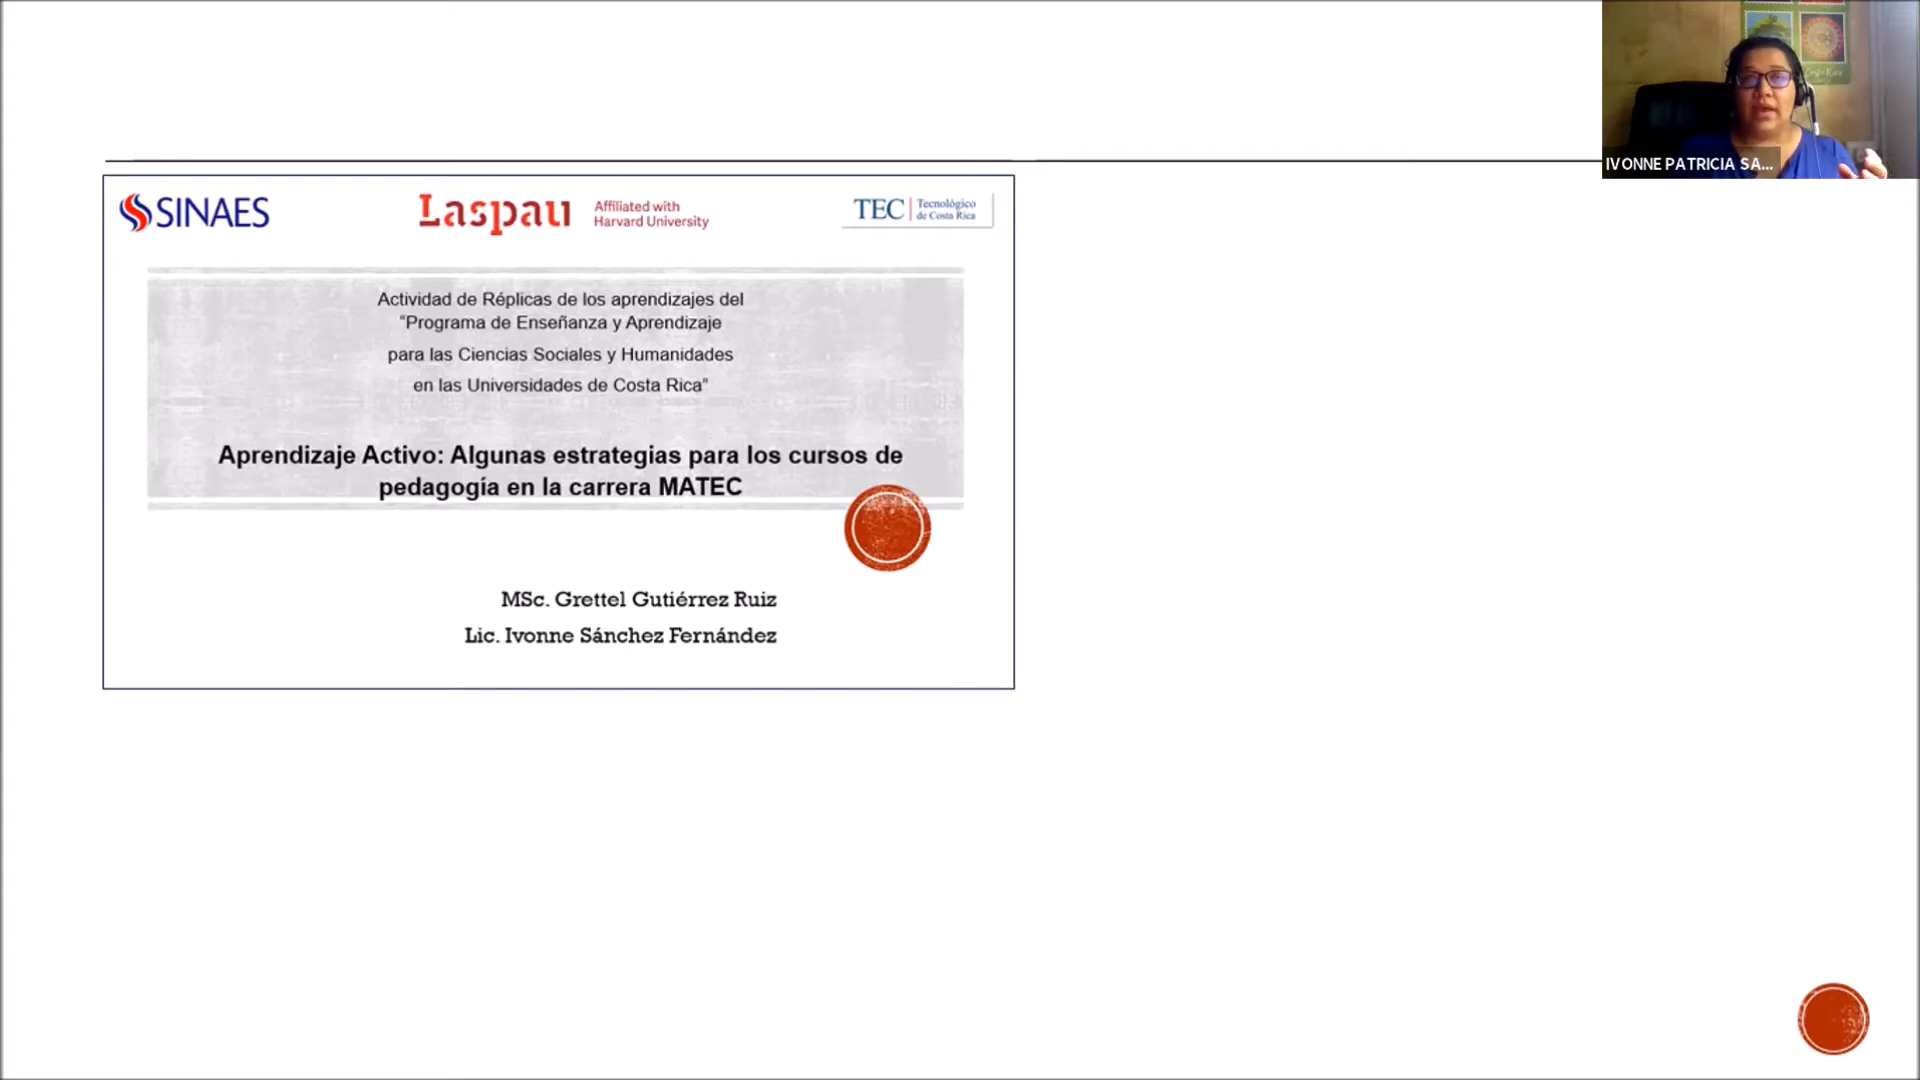 IVONNE PATRICIA SA...
SINAES
Laspau
Affiliated with
Harvard University
TEC
Tecnológico
de Costa Rica
Actividad de Réplicas de los aprendizajes del
“Programa de Enseñanza y Aprendizaje
para las Ciencias Sociales y Humanidades
en las Universidades de Costa Rica”
Aprendizaje Activo: Algunas estrategias para los cursos de
pedagogía en la carrera MATEC
MSc. Grettel Gutiérrez Ruiz
Lic. Ivonne Sánchez Fernández